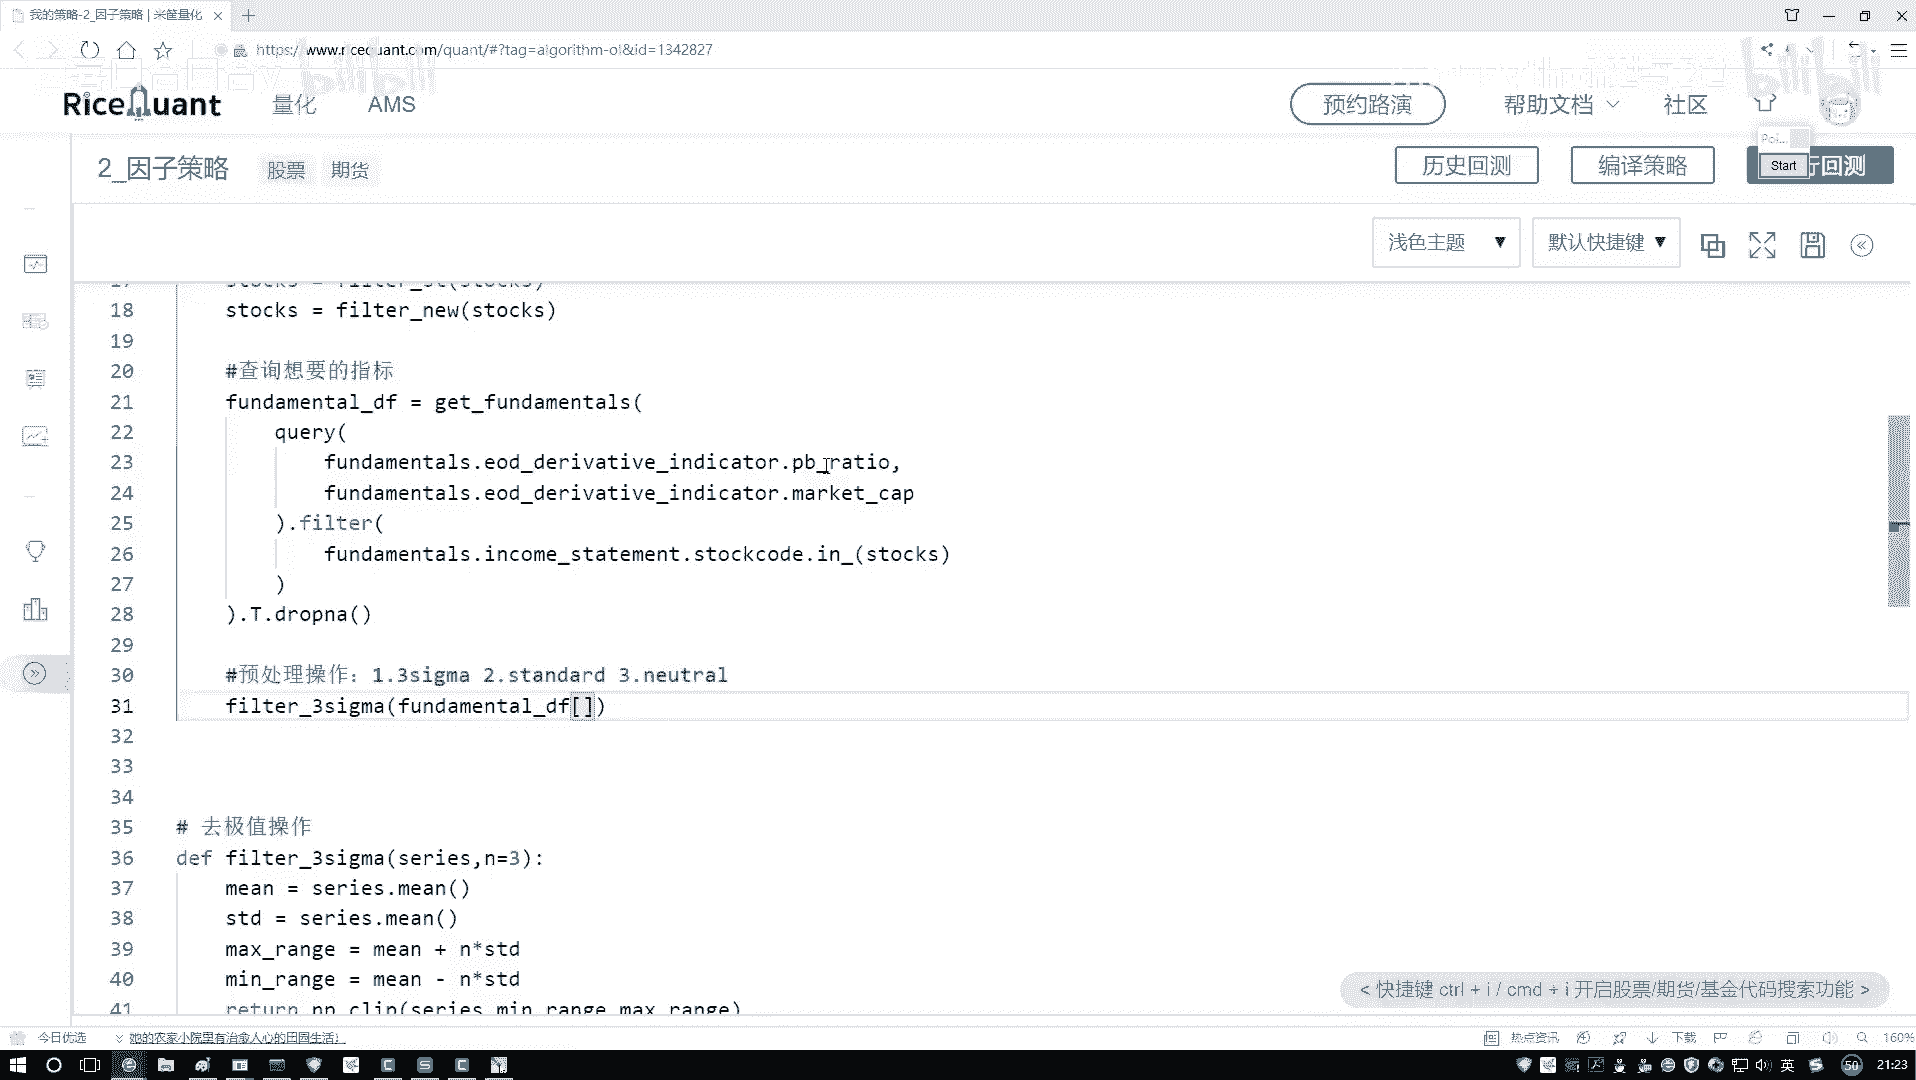 我的策略-2_因子策略 | 米筐量化
https://www.ricequant.com/quant/#?tag=algorithm-ol&id=1342827
RiceQuant 量化 AMS 预约路演 帮助文档 社区
bilibili
Poi...
2_因子策略 股票 期货 历史回测 编译策略 Start 行回测
浅色主题 默认快捷键
18 stocks = filter_new(stocks)
19
20 #查询想要的指标
21 fundamental_df = get_fundamentals(
22 query(
23 fundamentals.eod_derivative_indicator.pb_ratio,
24 fundamentals.eod_derivative_indicator.market_cap
25 ).filter(
26 fundamentals.income_statement.stockcode.in_(stocks)
27 )
28 ).T.dropna()
29
30 #预处理操作：1.3sigma 2.standard 3.neutral
31 filter_3sigma(fundamental_df[])
32
33
34
35 # 去极值操作
36 def filter_3sigma(series,n=3):
37 mean = series.mean()
38 std = series.mean()
39 max_range = mean + n*std
40 min_range = mean - n*std
41 return np.clip(series,min_range,max_range)
< 快捷键 ctrl + i / cmd + i 开启股票/期货/基金代码搜索功能 >
今日优选 她的农家小院里有治愈人心的田园生活！ 热点资讯 下载 160%
英 50 21:23